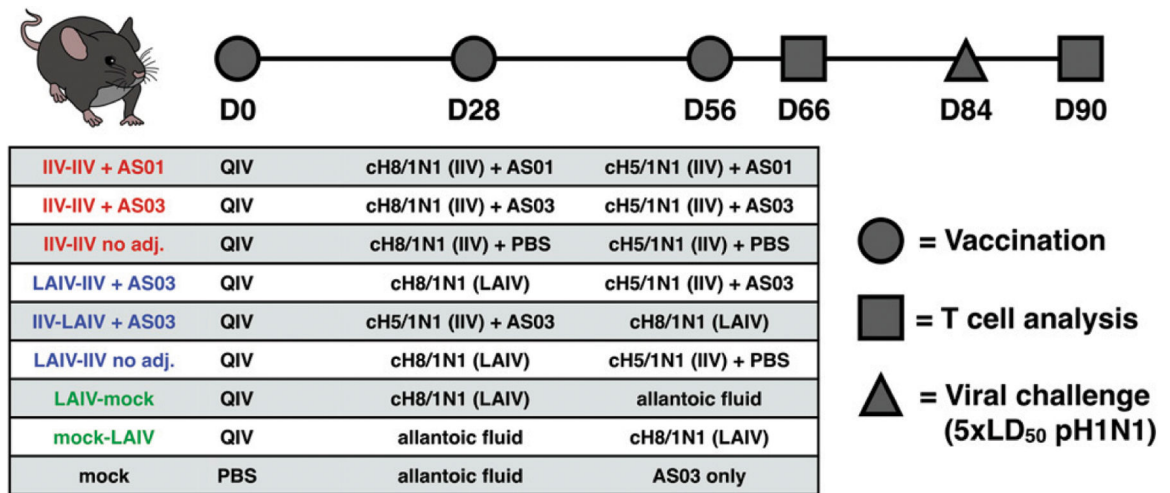 D0 D28 D56 D66 D84 D90
IIV-IIV + AS01 QIV cH8/1N1 (IIV) + AS01 cH5/1N1 (IIV) + AS01
IIV-IIV + AS03 QIV cH8/1N1 (IIV) + AS03 cH5/1N1 (IIV) + AS03
IIV-IIV no adj. QIV cH8/1N1 (IIV) + PBS cH5/1N1 (IIV) + PBS
LAIV-IIV + AS03 QIV cH8/1N1 (LAIV) cH5/1N1 (IIV) + AS03
IIV-LAIV + AS03 QIV cH5/1N1 (IIV) + AS03 cH8/1N1 (LAIV)
LAIV-IIV no adj. QIV cH8/1N1 (LAIV) cH5/1N1 (IIV) + PBS
LAIV-mock QIV cH8/1N1 (LAIV) allantoic fluid
mock-LAIV QIV allantoic fluid cH8/1N1 (LAIV)
mock PBS allantoic fluid AS03 only
= Vaccination
= T cell analysis
= Viral challenge
(5xLD₅₀ pH1N1)